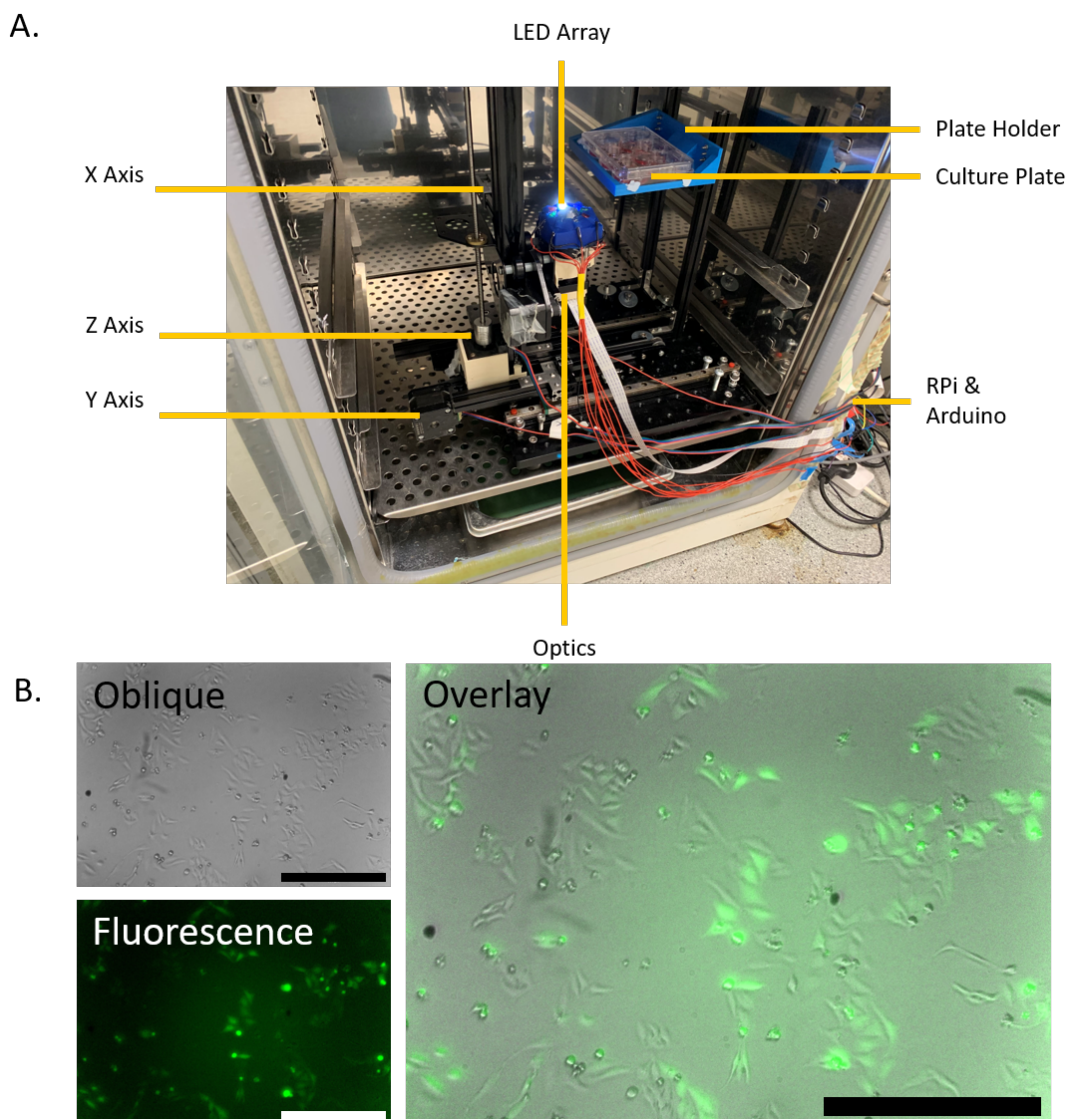 A.
LED Array
Plate Holder
Culture Plate
X Axis
Z Axis
Y Axis
RPi &
Arduino
Optics
B.
Oblique
Fluorescence
Overlay